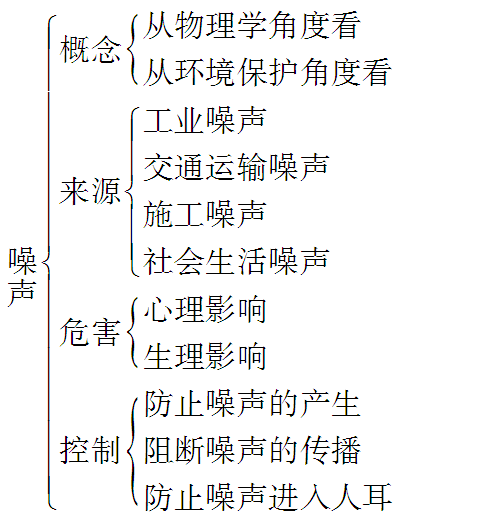 噪声
概念
从物理学角度看
从环境保护角度看
来源
工业噪声
交通运输噪声
施工噪声
社会生活噪声
危害
心理影响
生理影响
控制
防止噪声的产生
阻断噪声的传播
防止噪声进入人耳